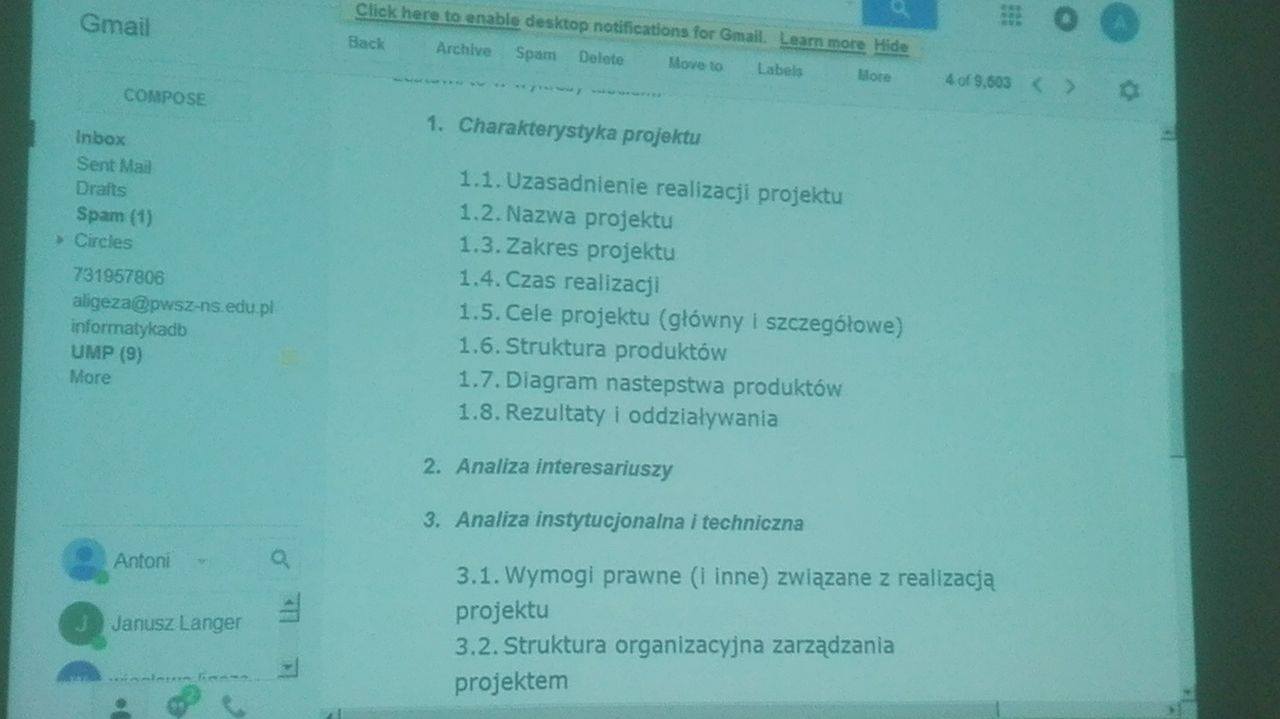 Click here to enable desktop notifications for Gmail. Learn more Hide
Gmail
Back Archive Spam Delete Move to Labels More 4 of 9,503
COMPOSE
Inbox
Sent Mail
Drafts
Spam (1)
Circles
731957806
aligeza@pwsz-ns.edu.pl
informatykadb
UMP (9)
More
Antoni
J Janusz Langer
A
2
1. Charakterystyka projektu
1.1. Uzasadnienie realizacji projektu
1.2. Nazwa projektu
1.3. Zakres projektu
1.4. Czas realizacji
1.5. Cele projektu (główny i szczegółowe)
1.6. Struktura produktów
1.7. Diagram nastepstwa produktów
1.8. Rezultaty i oddziaływania
2. Analiza interesariuszy
3. Analiza instytucjonalna i techniczna
3.1. Wymogi prawne (i inne) związane z realizacją
projektu
3.2. Struktura organizacyjna zarządzania
projektem